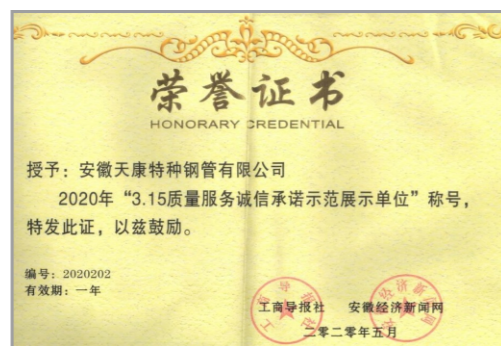 荣誉证书
HONORARY CREDENTIAL
授予：安徽天康特种钢管有限公司
2020年“3.15质量服务诚信承诺示范展示单位”称号，
特发此证，以兹鼓励。
编号：2020202
有效期：一年
工商导报社 安徽经济新闻网
二零二零年五月